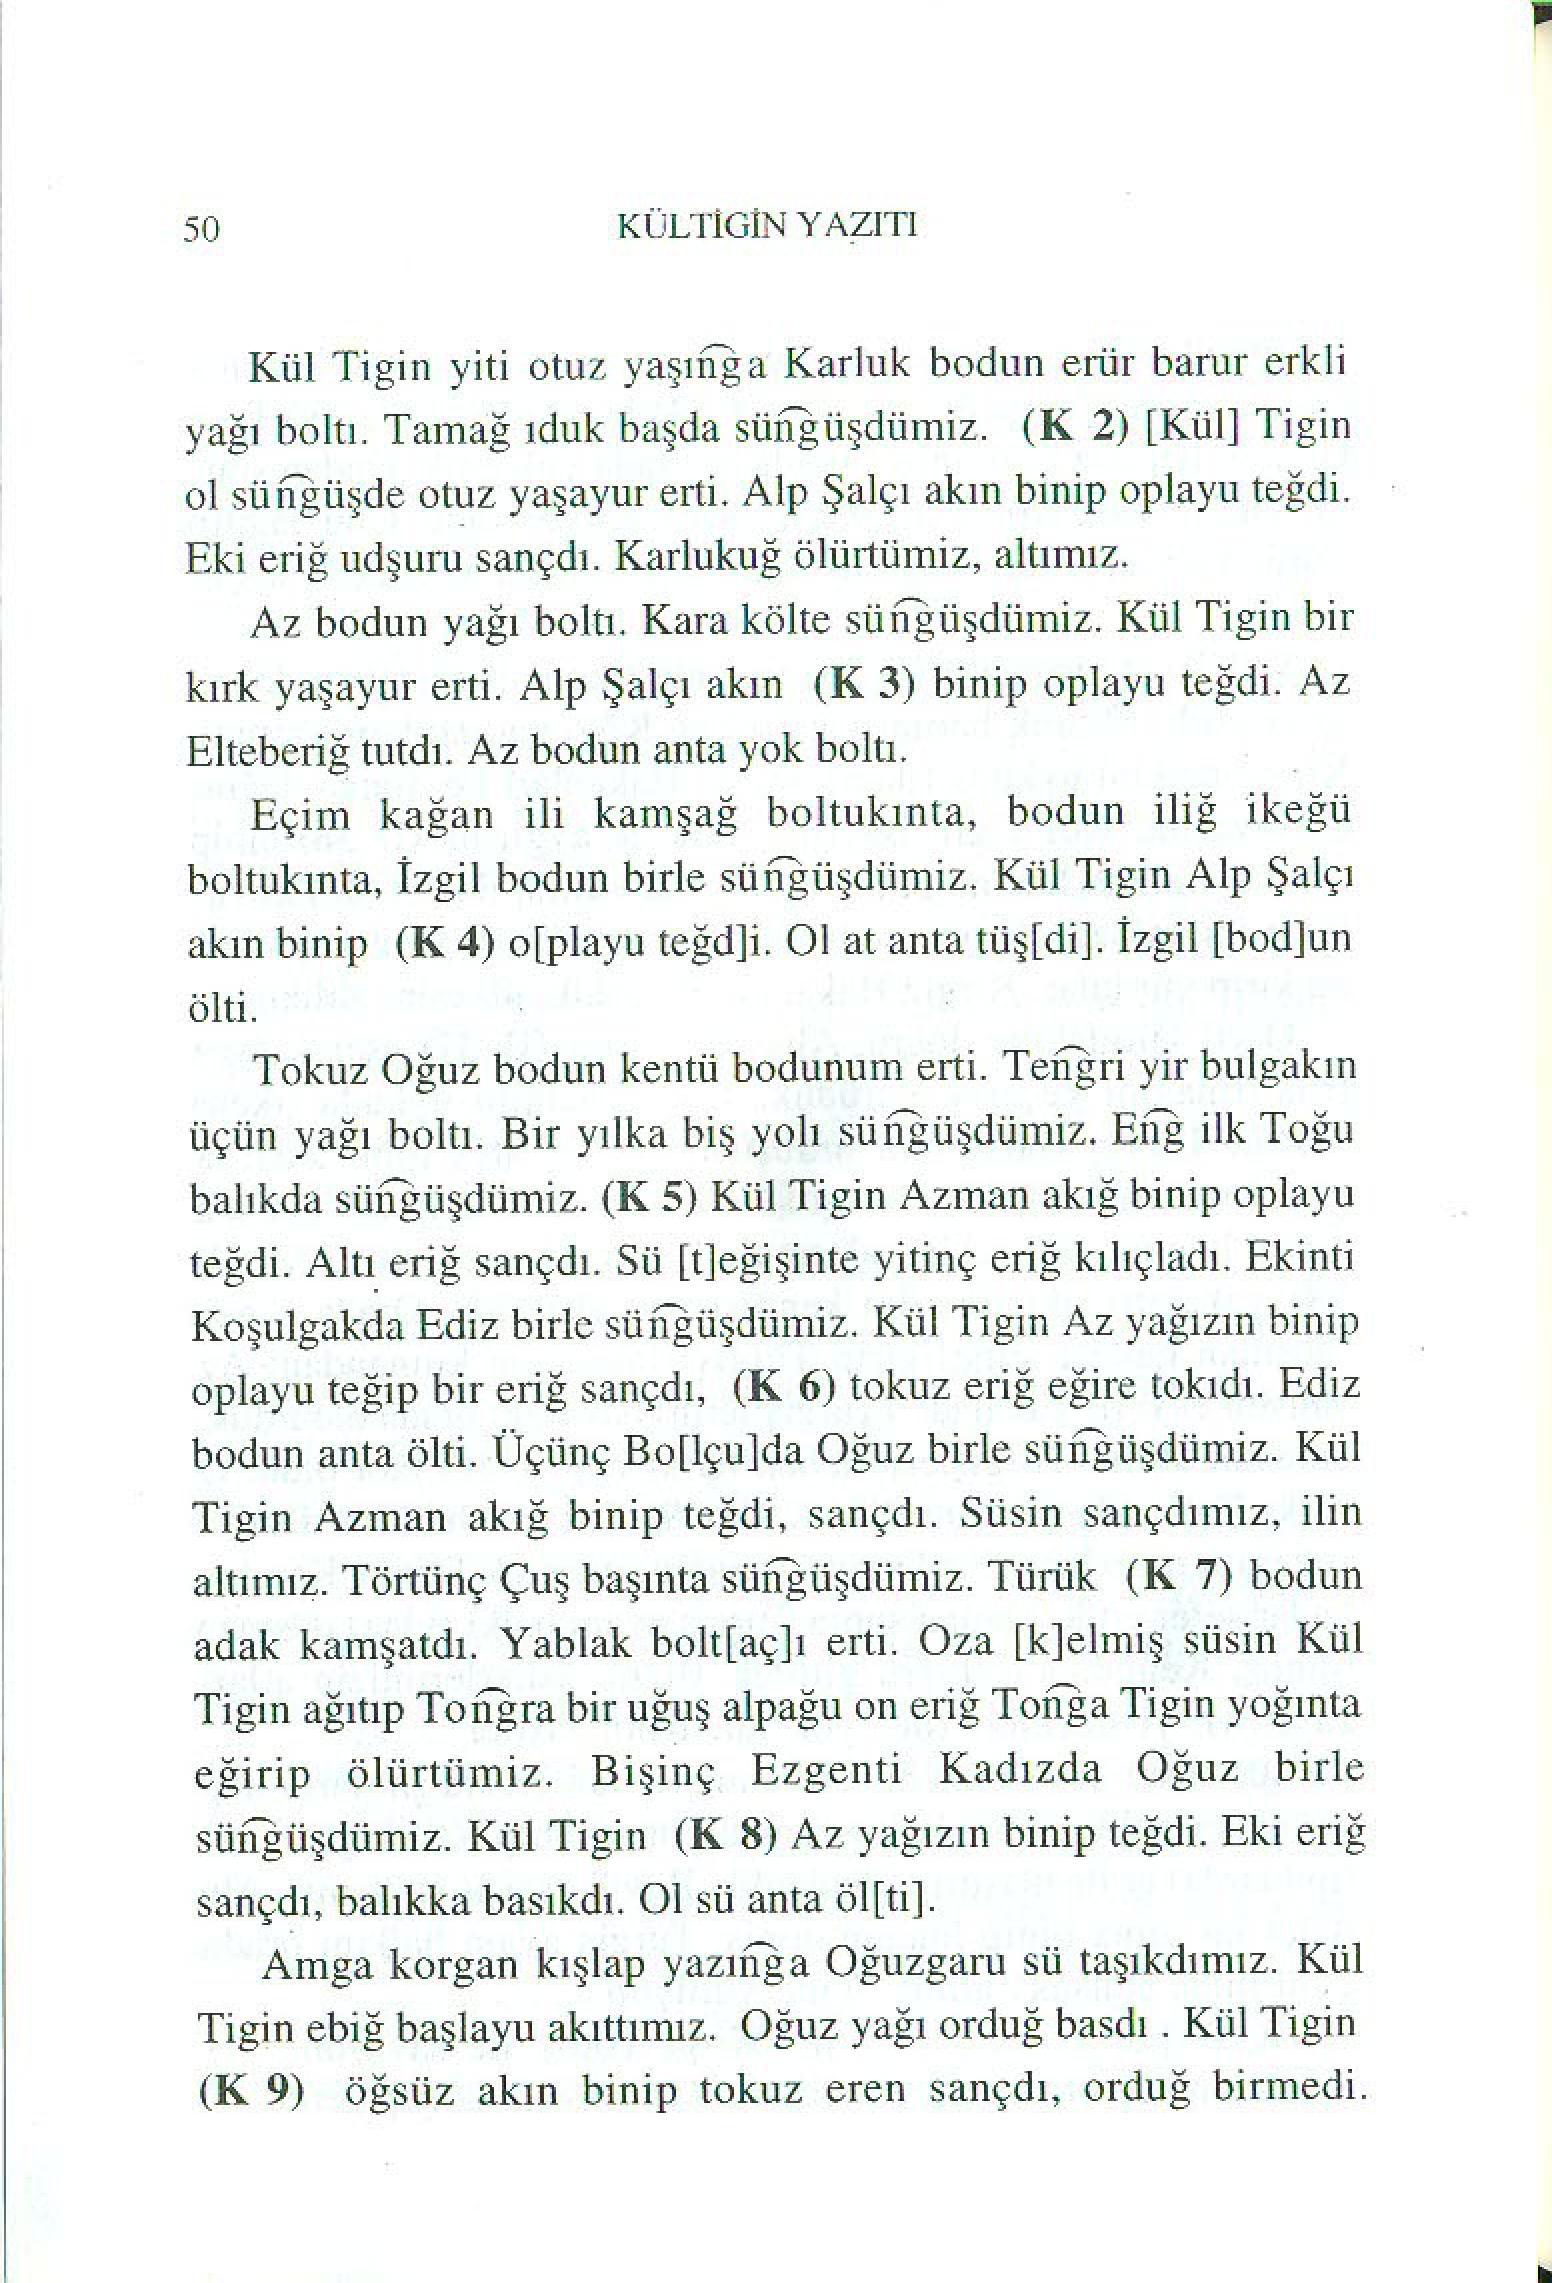 50
KÜLTİGİN YAZITI
Kül Tigin yiti otuz yaşın͡ga Karluk bodun erür barur erkli
yağı boltı. Tamağ ıduk başda sün͡güşdümiz. (K 2) [Kül] Tigin
ol sün͡güşde otuz yaşayur erti. Alp Şalçı akın binip oplayu teğdi.
Eki eriğ udşuru sançdı. Karlukuğ ölürtümiz, altımız.
Az bodun yağı boltı. Kara költe sün͡güşdümiz. Kül Tigin bir
kırk yaşayur erti. Alp Şalçı akın (K 3) binip oplayu teğdi. Az
Elteberiğ tutdı. Az bodun anta yok boltı.
Eçim kağan ili kamşağ boltukınta, bodun iliğ ikeğü
boltukınta, İzgil bodun birle sün͡güşdümiz. Kül Tigin Alp Şalçı
akın binip (K 4) o[playu teğd]i. Ol at anta tüş[di]. İzgil [bod]un
ölti.
Tokuz Oğuz bodun kentü bodunum erti. Ten͡gri yir bulgakın
üçün yağı boltı. Bir yılka biş yolı sün͡güşdümiz. En͡g ilk Toğu
balıkda sün͡güşdümiz. (K 5) Kül Tigin Azman akığ binip oplayu
teğdi. Altı eriğ sançdı. Sü [t]eğişinte yitinç eriğ kılıçladı. Ekinti
Koşulgakda Ediz birle sün͡güşdümiz. Kül Tigin Az yağızın binip
oplayu teğip bir eriğ sançdı, (K 6) tokuz eriğ eğire tokıdı. Ediz
bodun anta ölti. Üçünç Bo[lçu]da Oğuz birle sün͡güşdümiz. Kül
Tigin Azman akığ binip teğdi, sançdı. Süsin sançdımız, ilin
altımız. Törtünç Çuş başınta sün͡güşdümiz. Türük (K 7) bodun
adak kamşatdı. Yablak bolt[aç]ı erti. Oza [k]elmiş süsin Kül
Tigin ağıtıp Ton͡gra bir uğuş alpağu on eriğ Ton͡ga Tigin yoğınta
eğirip ölürtümiz. Bişinç Ezgenti Kadızda Oğuz birle
sün͡güşdümiz. Kül Tigin (K 8) Az yağızın binip teğdi. Eki eriğ
sançdı, balıkka basıkdı. Ol sü anta öl[ti].
Amga korgan kışlap yazın͡ga Oğuzgaru sü taşıkdımız. Kül
Tigin ebiğ başlayu akıttımız. Oğuz yağı orduğ basdı . Kül Tigin
(K 9) öğsüz akın binip tokuz eren sançdı, orduğ birmedi.